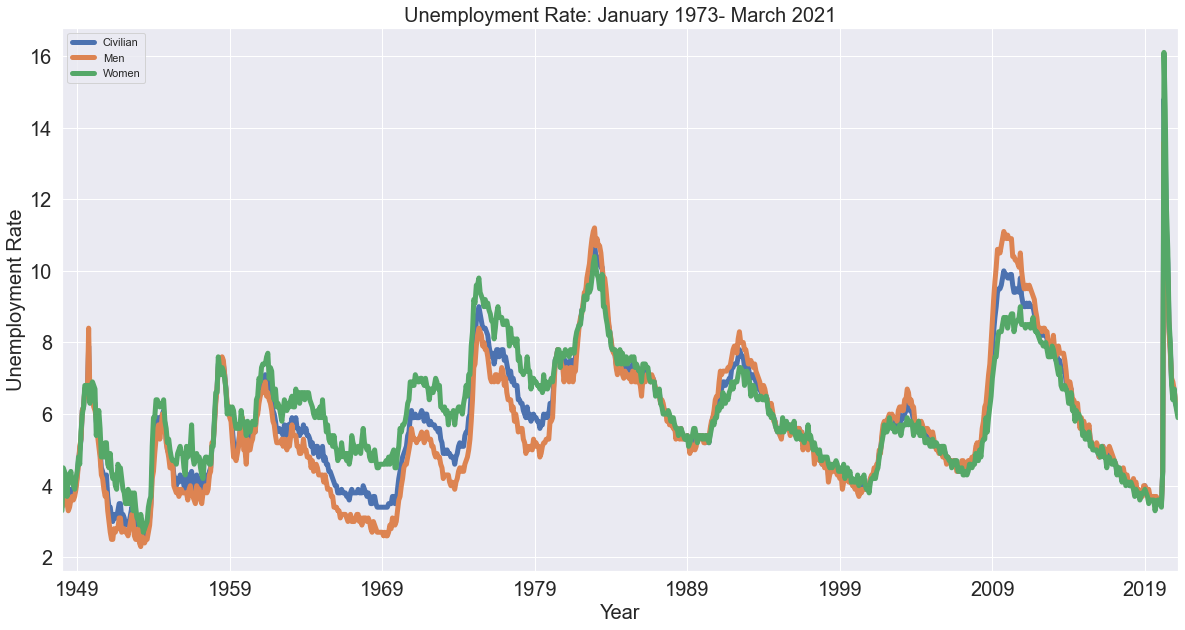 Unemployment Rate: January 1973- March 2021
Civilian
Men
Women
16
14
12
10
8
6
4
2
Unemployment Rate
1949 1959 1969 1979 1989 1999 2009 2019
Year